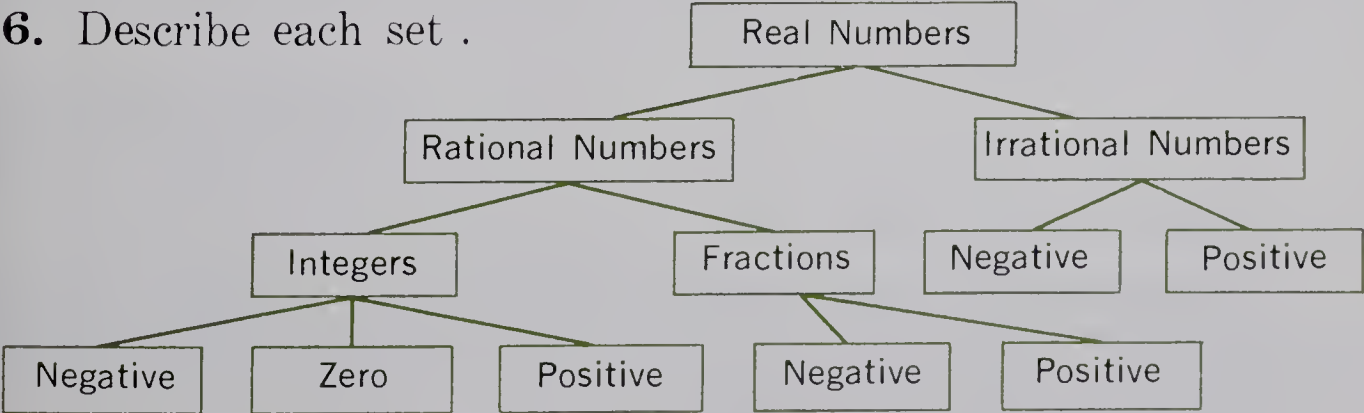 6. Describe each set .
Real Numbers
Rational Numbers
Irrational Numbers
Integers
Fractions
Negative
Positive
Negative
Zero
Positive
Negative
Positive